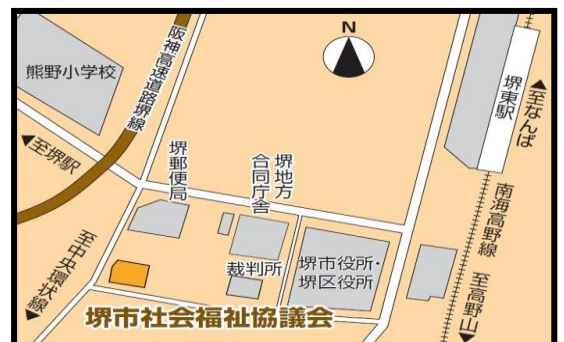 N
熊野小学校
阪神高速道路堺線
堺東駅
▲至なんば
◀至堺駅
堺郵便局
堺地方
合同庁舎
南海高野線
至高野山▶
至中央環状線▶
裁判所
堺市役所・
堺区役所
堺市社会福祉協議会